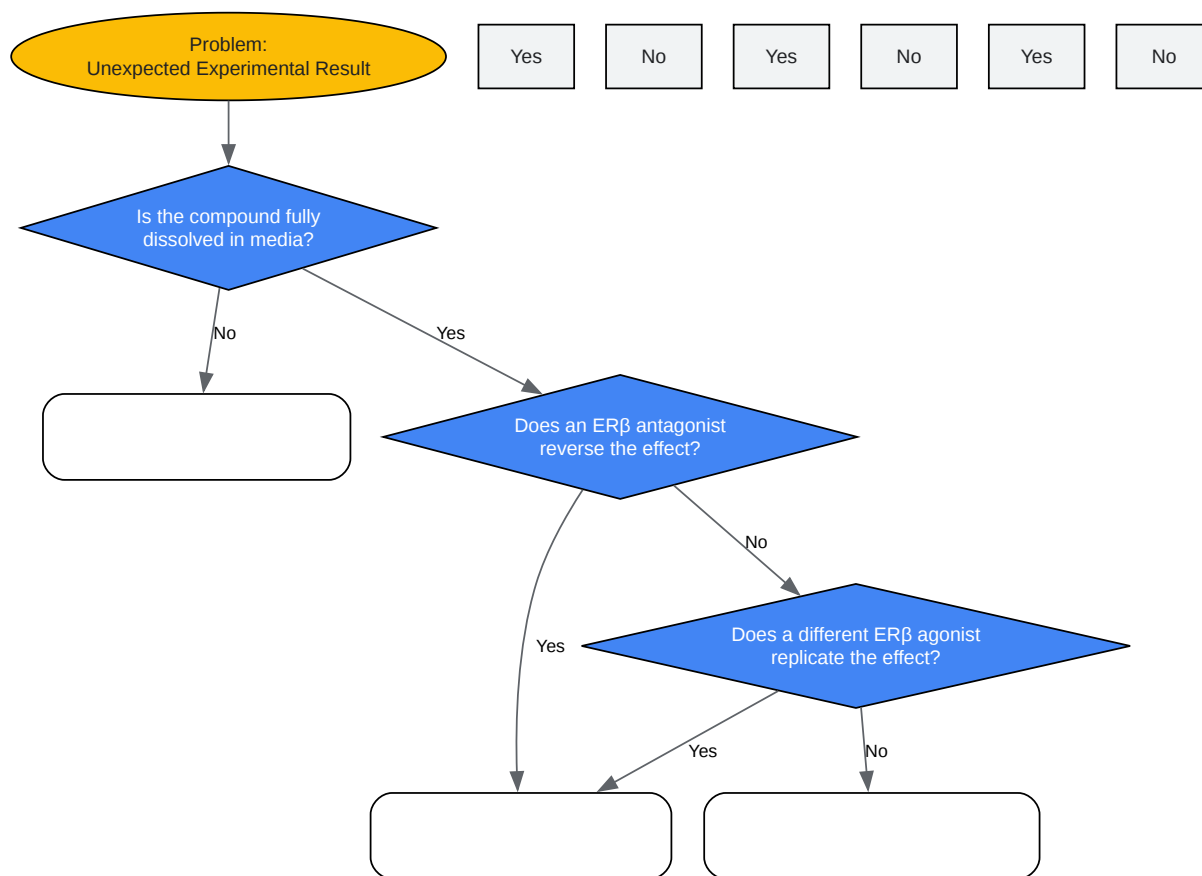 Problem:
Unexpected Experimental Result
Yes
No
Yes
No
Yes
No
Is the compound fully
dissolved in media?
No
Yes
Does an ERβ antagonist
reverse the effect?
No
Yes
Does a different ERβ agonist
replicate the effect?
Yes
No